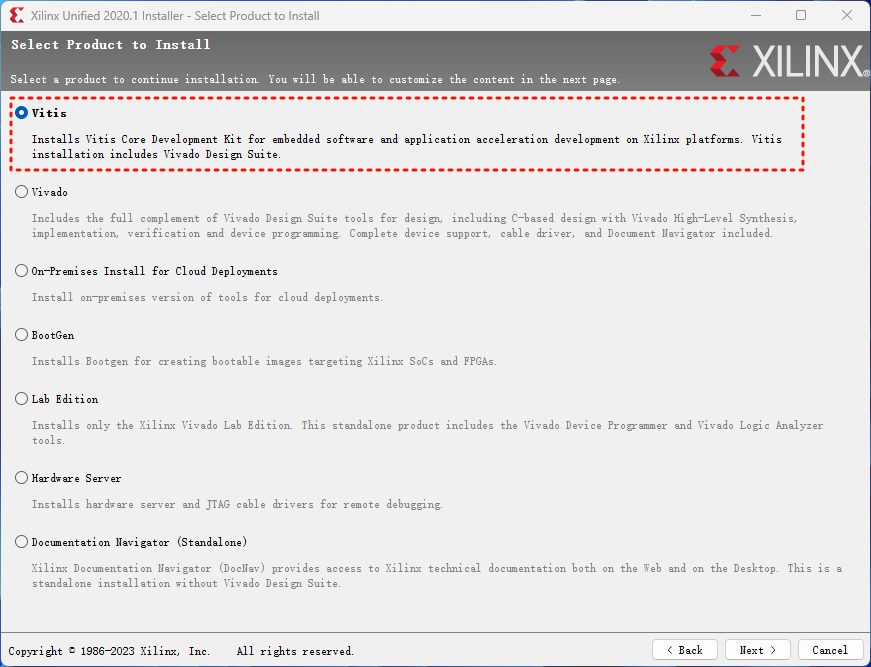 Xilinx Unified 2020.1 Installer - Select Product to Install
Select Product to Install
Select a product to continue installation. You will be able to customize the content in the next page.
XILINX®
Vitis
Installs Vitis Core Development Kit for embedded software and application acceleration development on Xilinx platforms. Vitis
installation includes Vivado Design Suite.
Vivado
Includes the full complement of Vivado Design Suite tools for design, including C-based design with Vivado High-Level Synthesis,
implementation, verification and device programming. Complete device support, cable driver, and Document Navigator included.
On-Premises Install for Cloud Deployments
Install on-premises version of tools for cloud deployments.
BootGen
Installs Bootgen for creating bootable images targeting Xilinx SoCs and FPGAs.
Lab Edition
Installs only the Xilinx Vivado Lab Edition. This standalone product includes the Vivado Device Programmer and Vivado Logic Analyzer
tools.
Hardware Server
Installs hardware server and JTAG cable drivers for remote debugging.
Documentation Navigator (Standalone)
Xilinx Documentation Navigator (DocNav) provides access to Xilinx technical documentation both on the Web and on the Desktop. This is a
standalone installation without Vivado Design Suite.
Copyright © 1986-2023 Xilinx, Inc. All rights reserved.
< Back Next > Cancel